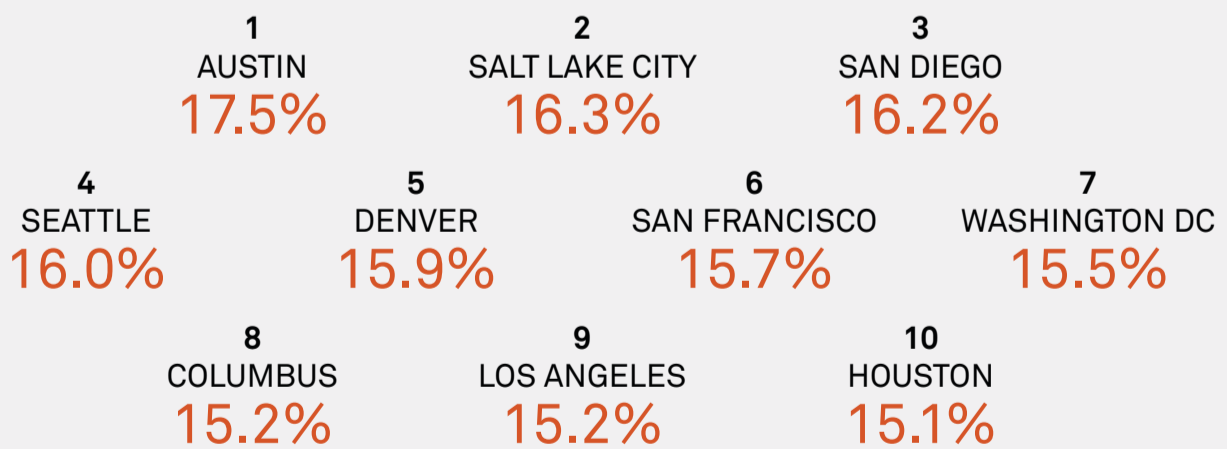 1 2 3
AUSTIN SALT LAKE CITY SAN DIEGO
17.5% 16.3% 16.2%
4 5 6 7
SEATTLE DENVER SAN FRANCISCO WASHINGTON DC
16.0% 15.9% 15.7% 15.5%
8 9 10
COLUMBUS LOS ANGELES HOUSTON
15.2% 15.2% 15.1%